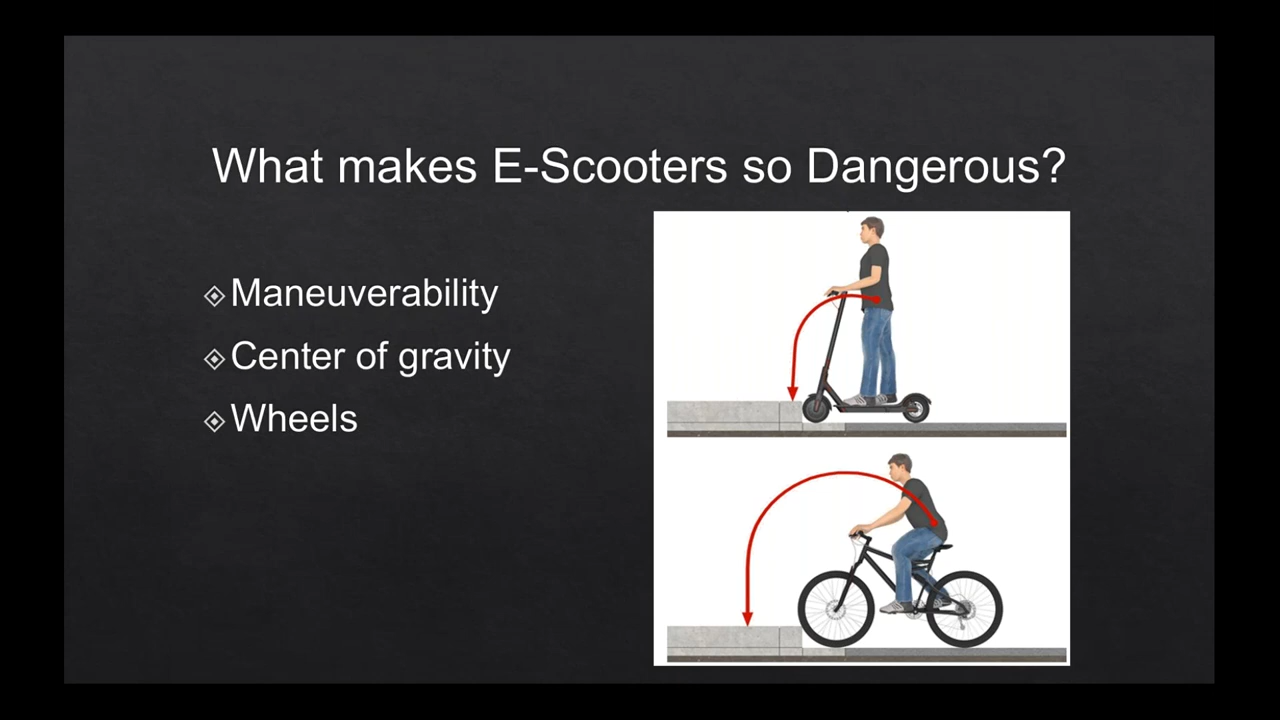 What makes E-Scooters so Dangerous?
Maneuverability
Center of gravity
Wheels